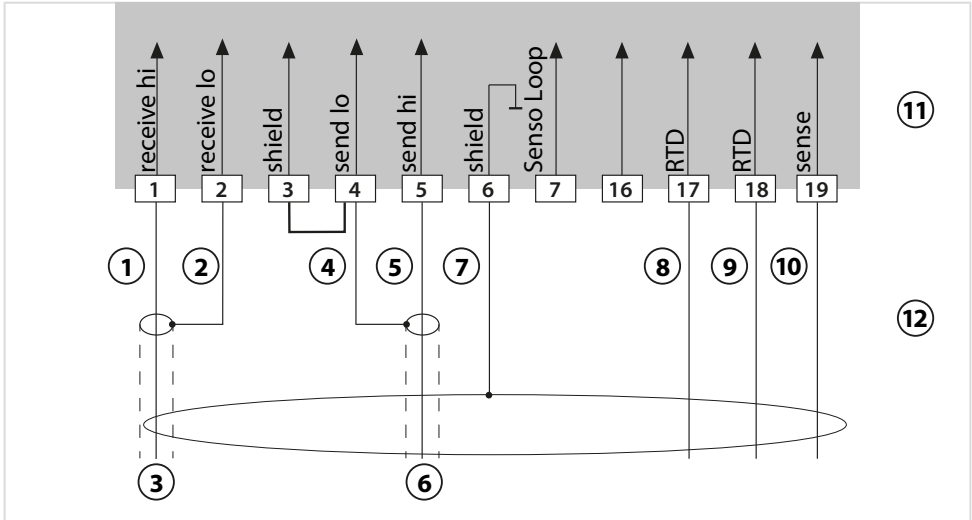 receive hi
receive lo
shield
send lo
send hi
shield
Senso Loop
RTD
RTD
sense
11
1 2 3 4 5 6 7 16 17 18 19
1 2 4 5 7 8 9 10
12
3 6